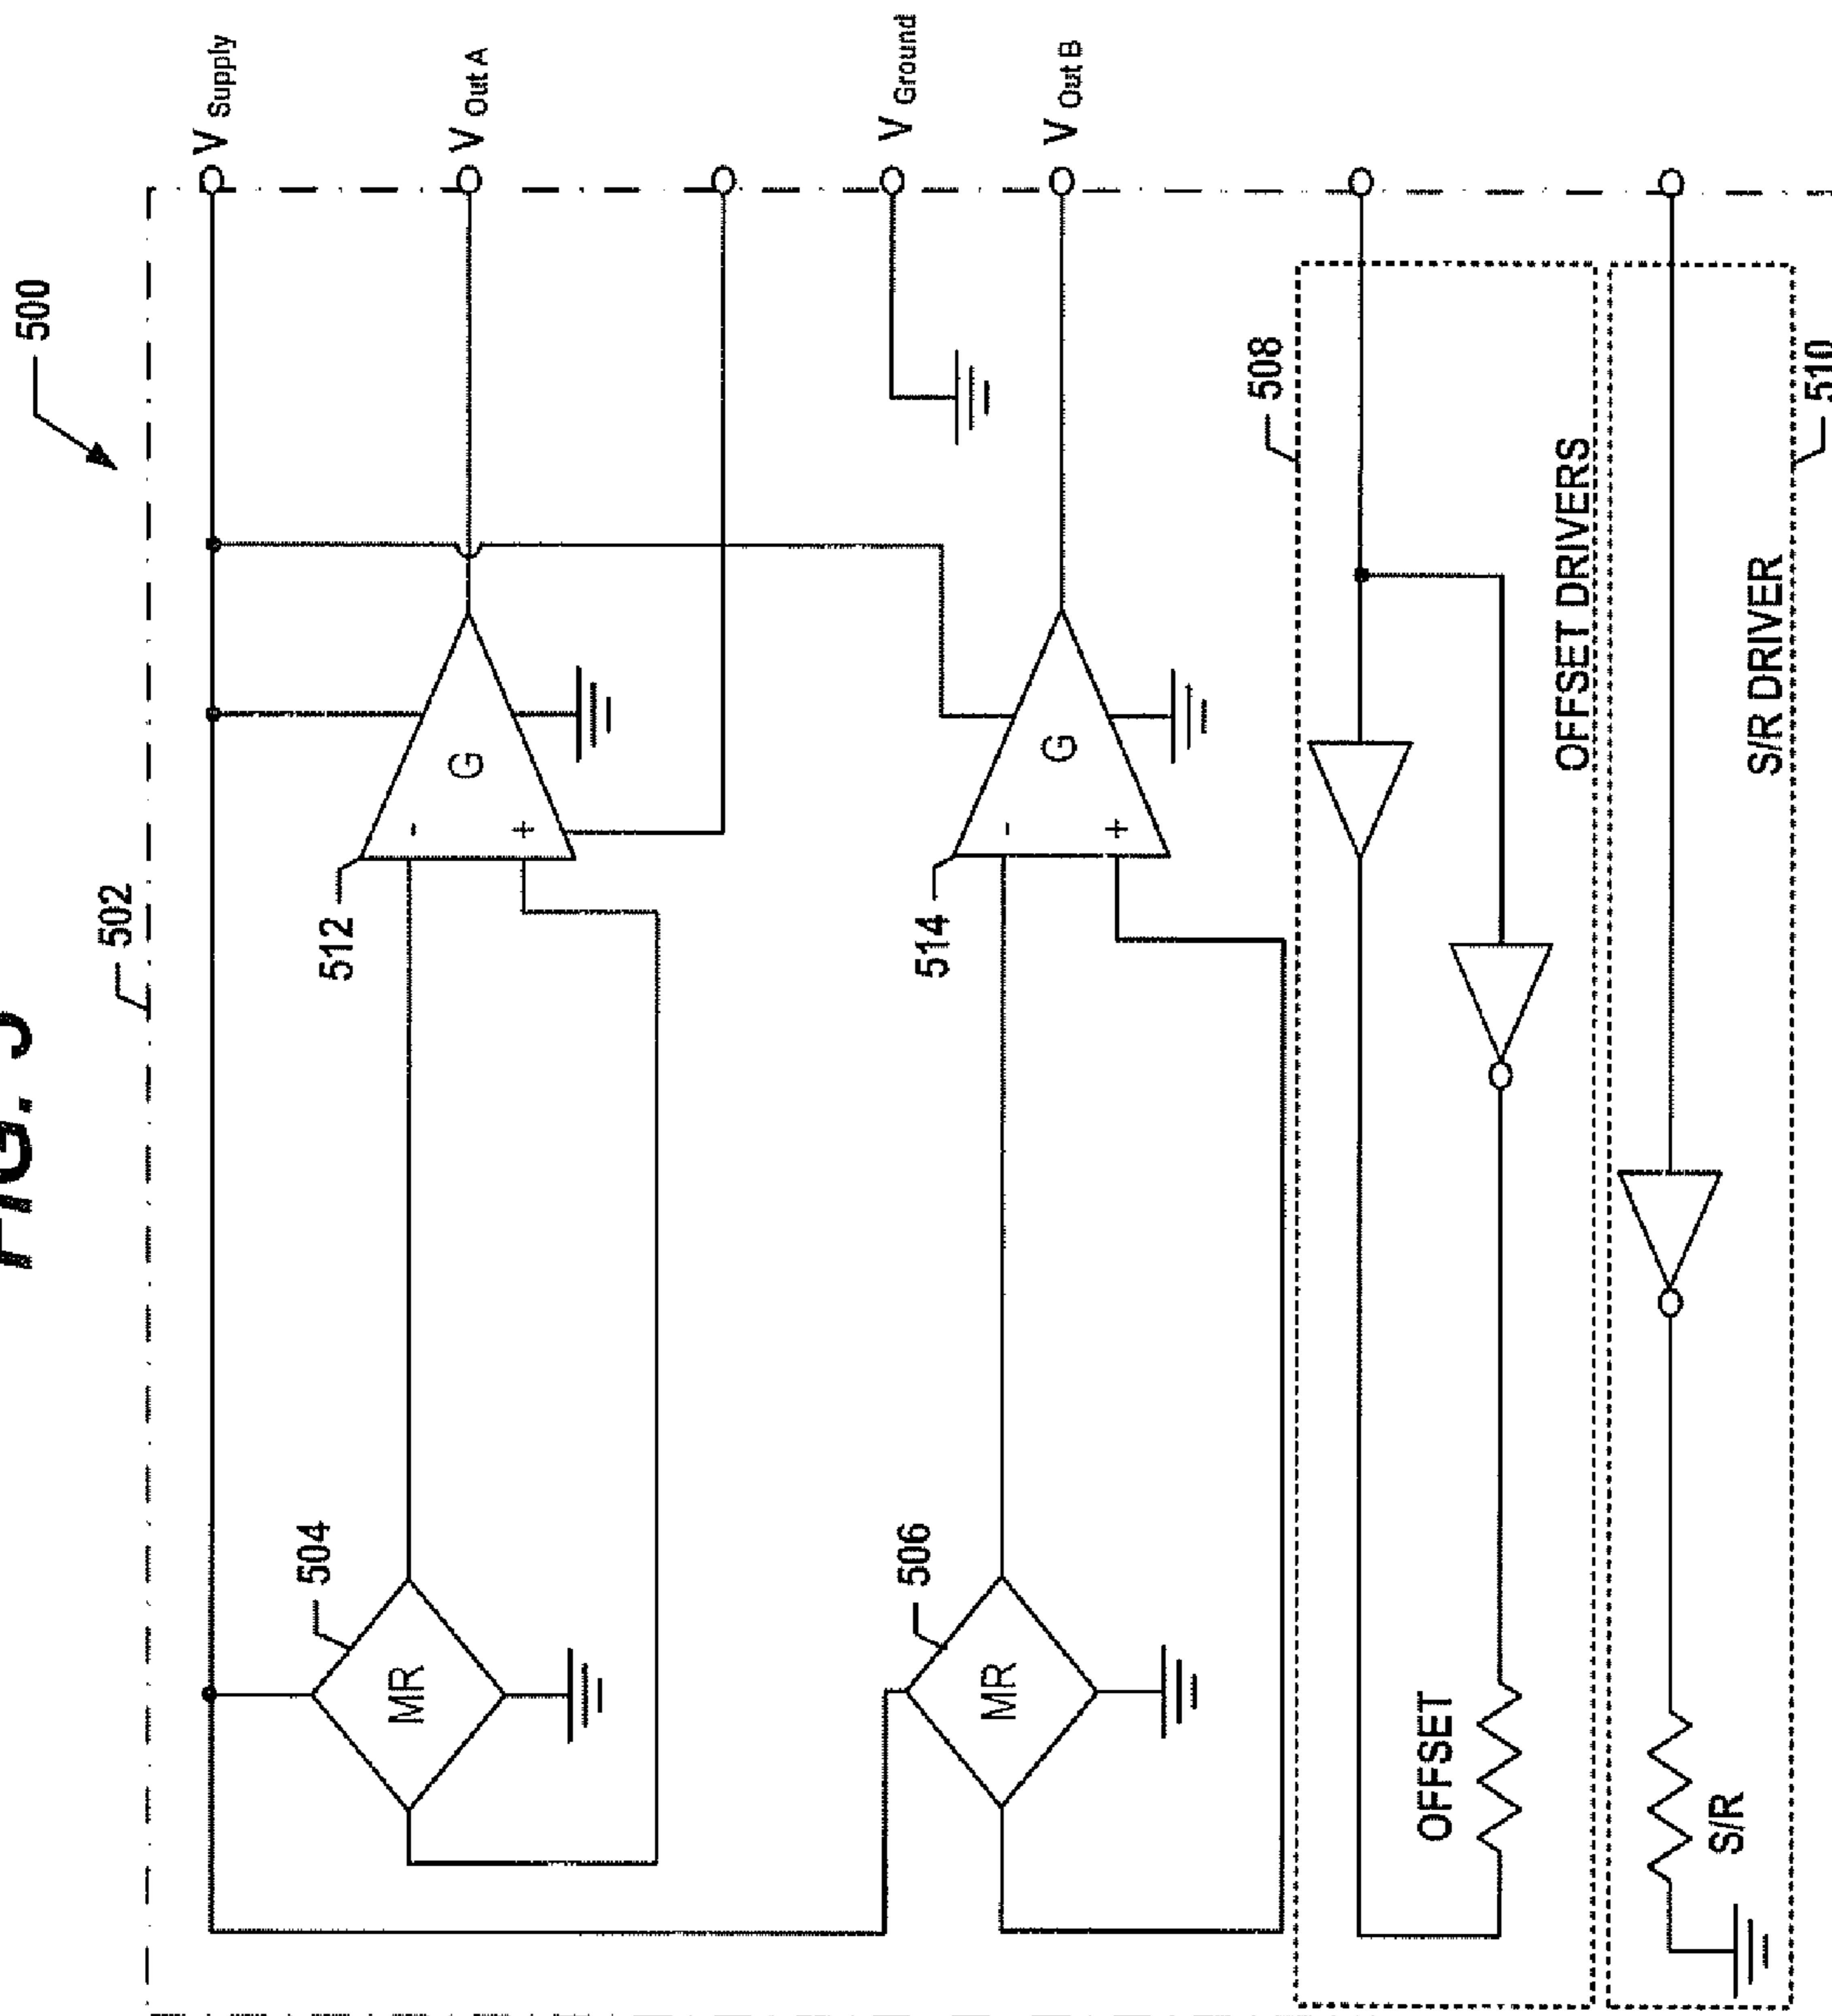 FIG. 5
500
502
V Supply
V Out A
V Ground
V Out B
504
MR
512
-
+
G
506
MR
514
-
+
G
508
OFFSET
OFFSET DRIVERS
S/R
S/R DRIVER
510